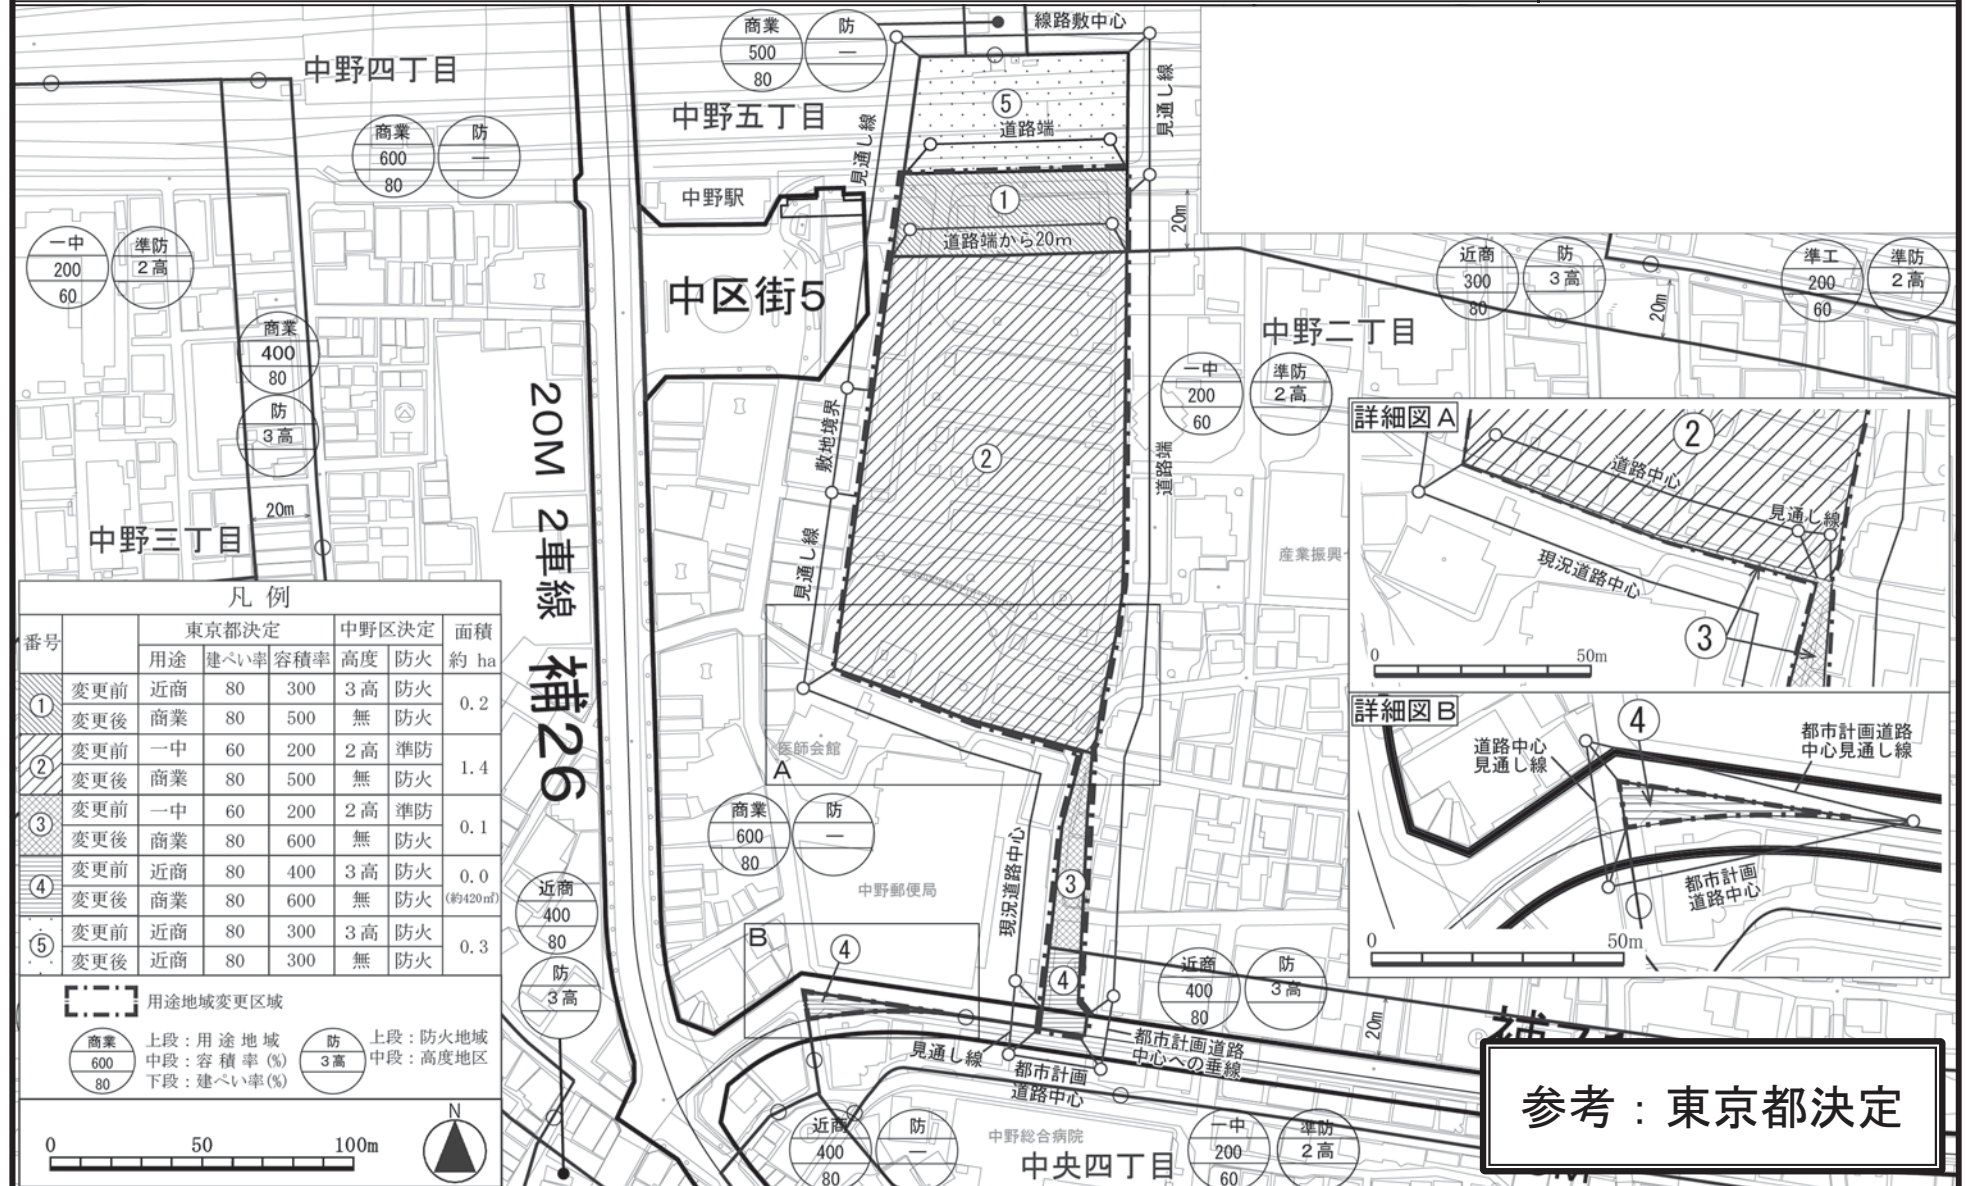 線路敷中心
商業
500
80
防
―
中野四丁目
中野五丁目
商業
600
80
防
―
見通し線
見通し線
⑤
道路端
中野駅
①
道路端から20m
20m
一中
200
60
準防
2高
中区街5
近商
300
80
防
3高
準工
200
60
準防
2高
20m
中野二丁目
商業
400
80
防
3高
一中
200
60
準防
2高
20M 2車線 補26
敷地境界
②
道路端
見通し線
20m
中野三丁目
産業振興
詳細図A
②
道路中心
見通し線
現況道路中心
③
0 50m
詳細図B
④
道路中心
見通し線
都市計画道路
中心見通し線
都市計画
道路中心
0 50m
医師会館
A
商業
600
80
防
―
中野郵便局
現況道路中心
③
B
④
④
近商
400
80
防
3高
近商
400
80
防
3高
20m
見通し線
都市計画
道路中心
都市計画道路
中心への垂線
近商
400
80
防
―
中野総合病院
中央四丁目
一中
200
60
準防
2高
凡例
番号 東京都決定 中野区決定 面積
用途 建ぺい率 容積率 高度 防火 約 ha
① 変更前 近商 80 300 3高 防火 0.2
変更後 商業 80 500 無 防火
② 変更前 一中 60 200 2高 準防 1.4
変更後 商業 80 500 無 防火
③ 変更前 一中 60 200 2高 準防 0.1
変更後 商業 80 600 無 防火
④ 変更前 近商 80 400 3高 防火 0.0
変更後 商業 80 600 無 防火 (約420㎡)
⑤ 変更前 近商 80 300 3高 防火 0.3
変更後 近商 80 300 無 防火
用途地域変更区域
商業
600
80
上段：用途地域
中段：容積率(%)
下段：建ぺい率(%)
防
3高
上段：防火地域
中段：高度地区
0 50 100m
N
参考：東京都決定